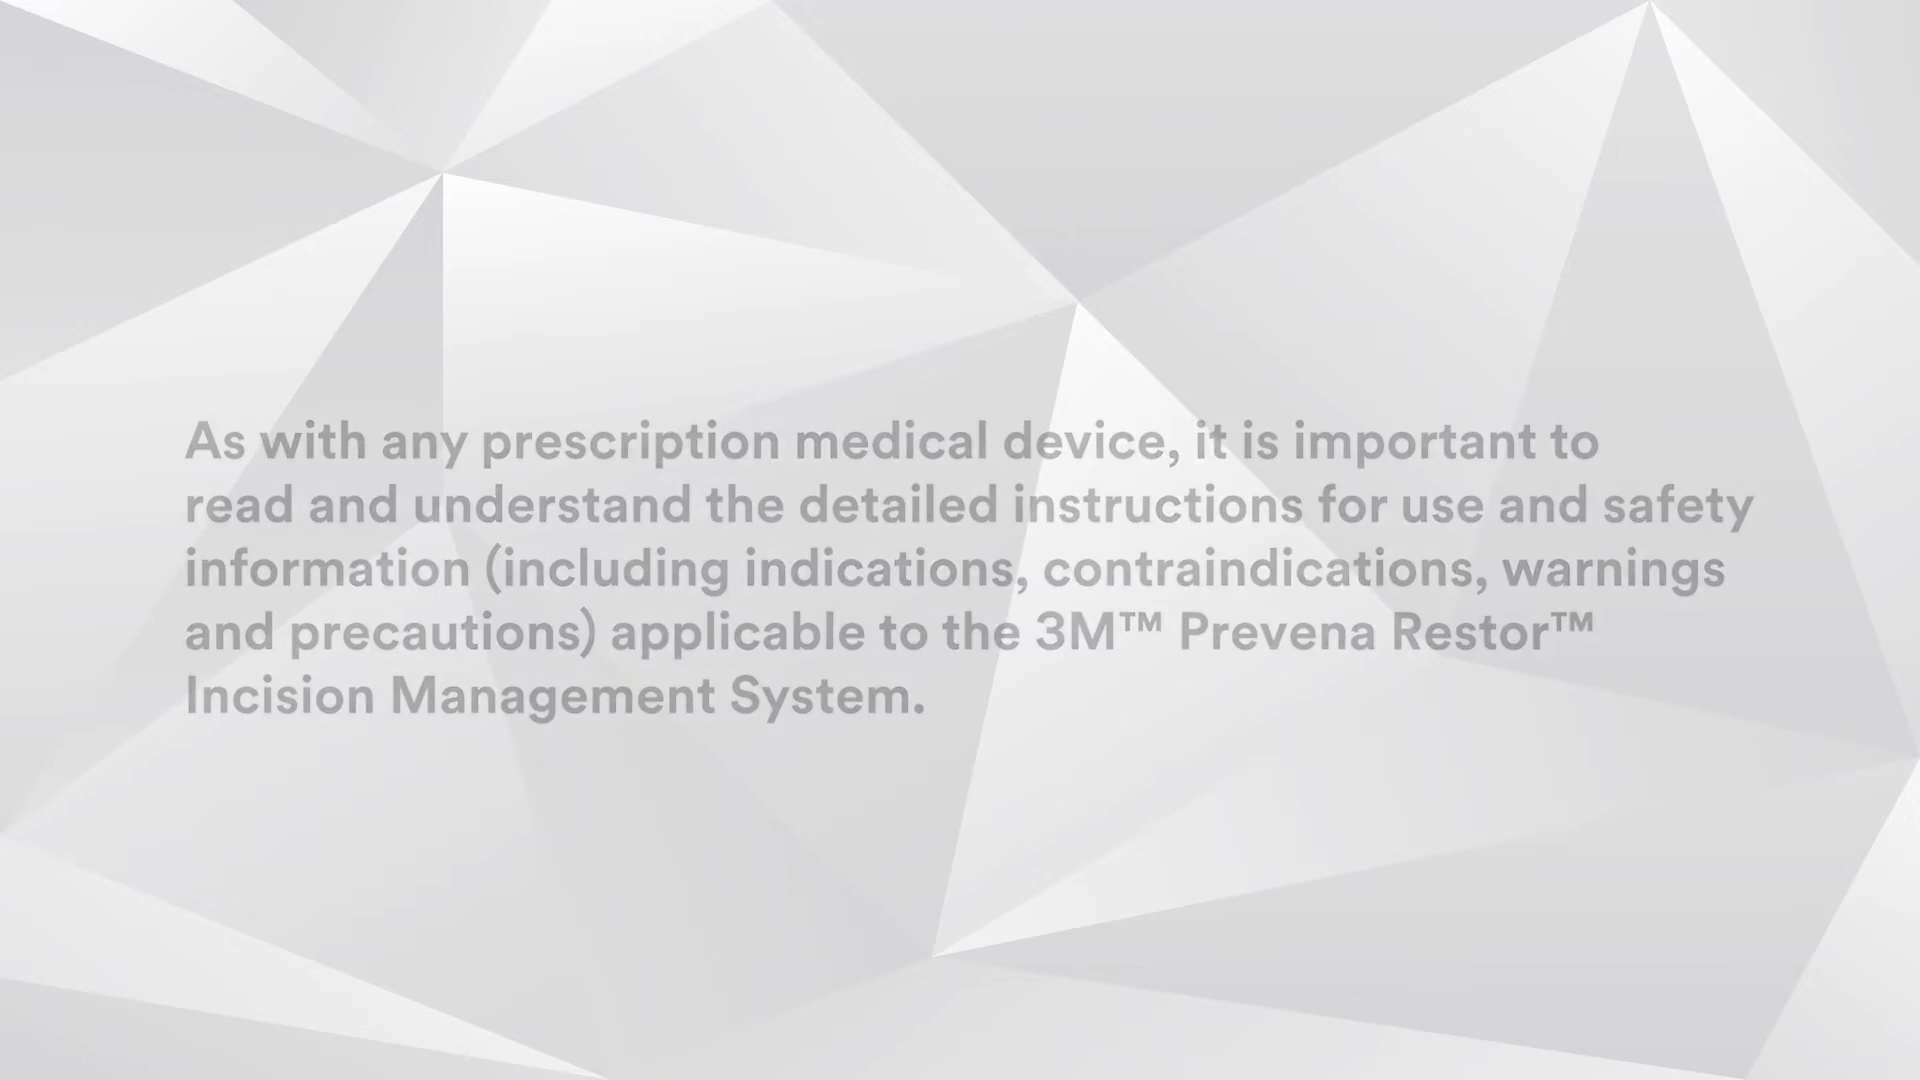 As with any prescription medical device, it is important to
read and understand the detailed instructions for use and safety
information (including indications, contraindications, warnings
and precautions) applicable to the 3M™ Prevena Restor™
Incision Management System.